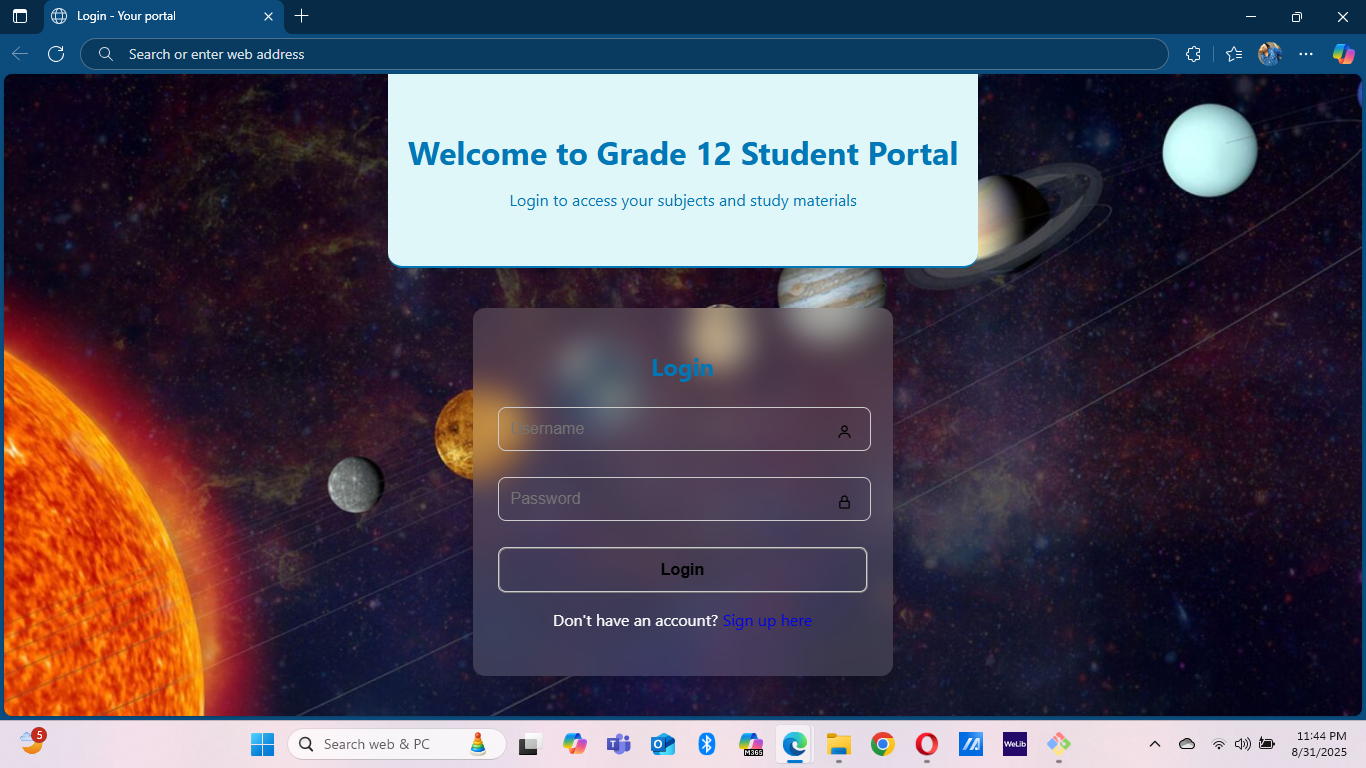 Login - Your portal
Search or enter web address
Welcome to Grade 12 Student Portal
Login to access your subjects and study materials
Login
Username
Password
Login
Don't have an account? Sign up here
5
Search web & PC
T
M365
WeLib
11:44 PM
8/31/2025